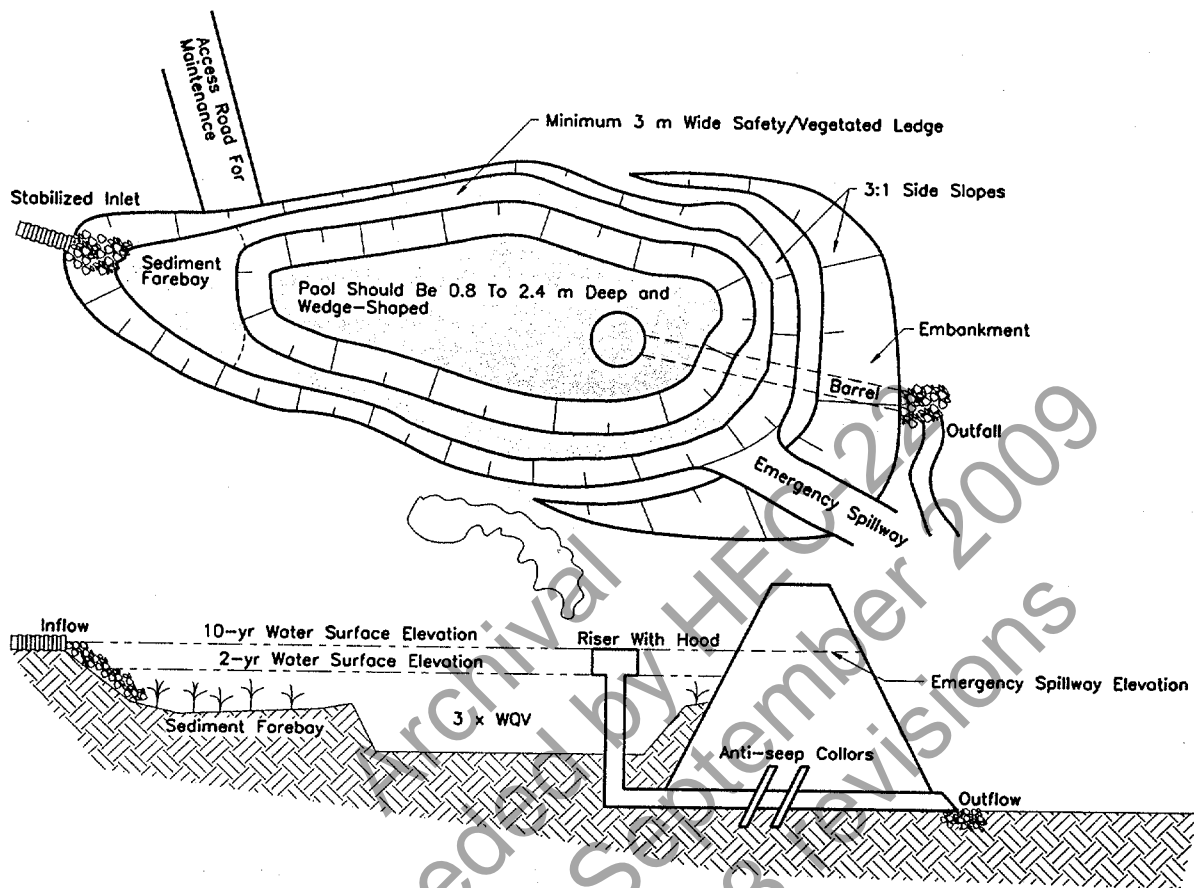 Access Road For
Maintenance
Minimum 3 m Wide Safety/Vegetated Ledge
3:1 Side Slopes
Stabilized Inlet
Sediment
Forebay
Pool Should Be 0.8 To 2.4 m Deep and
Wedge-Shaped
Embankment
Barrel
Outfall
Emergency Spillway
Inflow
10-yr Water Surface Elevation
Riser With Hood
2-yr Water Surface Elevation
Emergency Spillway Elevation
Sediment Forebay
3 x WQV
Anti-seep Collors
Outflow
Archival
eded by HEC-22
September 2009
revisions